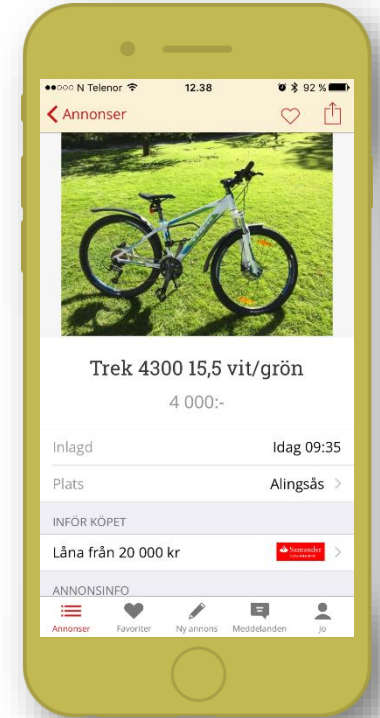 N Telenor 12.38 92 %
Annonser
Trek 4300 15,5 vit/grön
4 000:-
Inlagd Idag 09:35
Plats Alingsås
INFÖR KÖPET
Låna från 20 000 kr Santander
ANNONSINFO
Annonser Favoriter Ny annons Meddelanden Jo